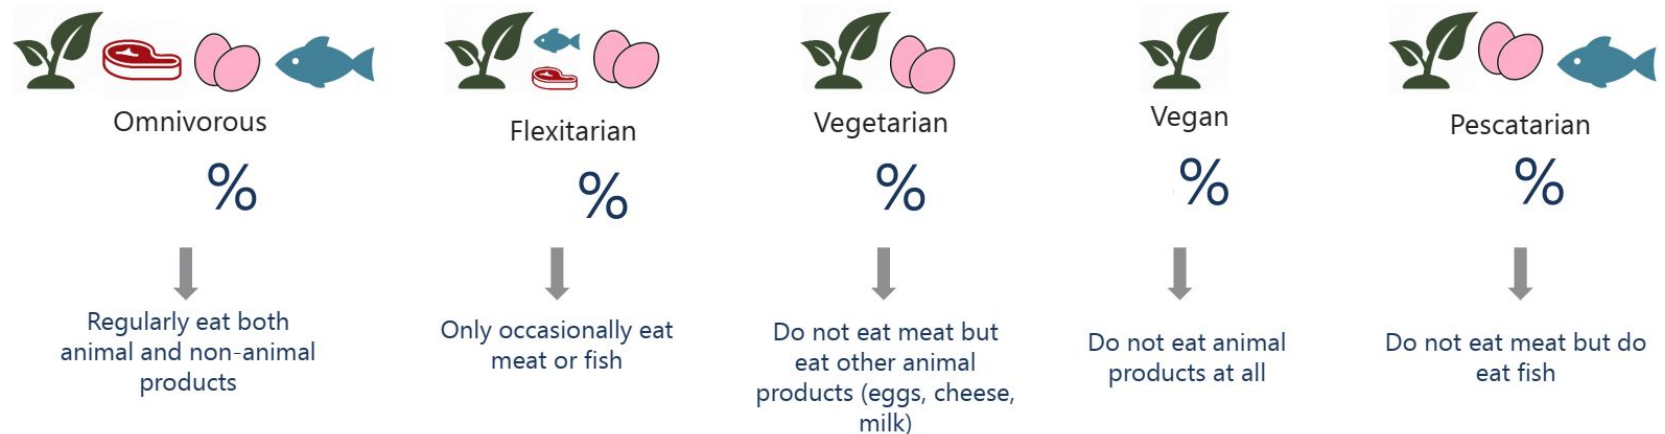 Omnivorous
%
Regularly eat both
animal and non-animal
products
Flexitarian
%
Only occasionally eat
meat or fish
Vegetarian
%
Do not eat meat but
eat other animal
products (eggs, cheese,
milk)
Vegan
%
Do not eat animal
products at all
Pescatarian
%
Do not eat meat but do
eat fish